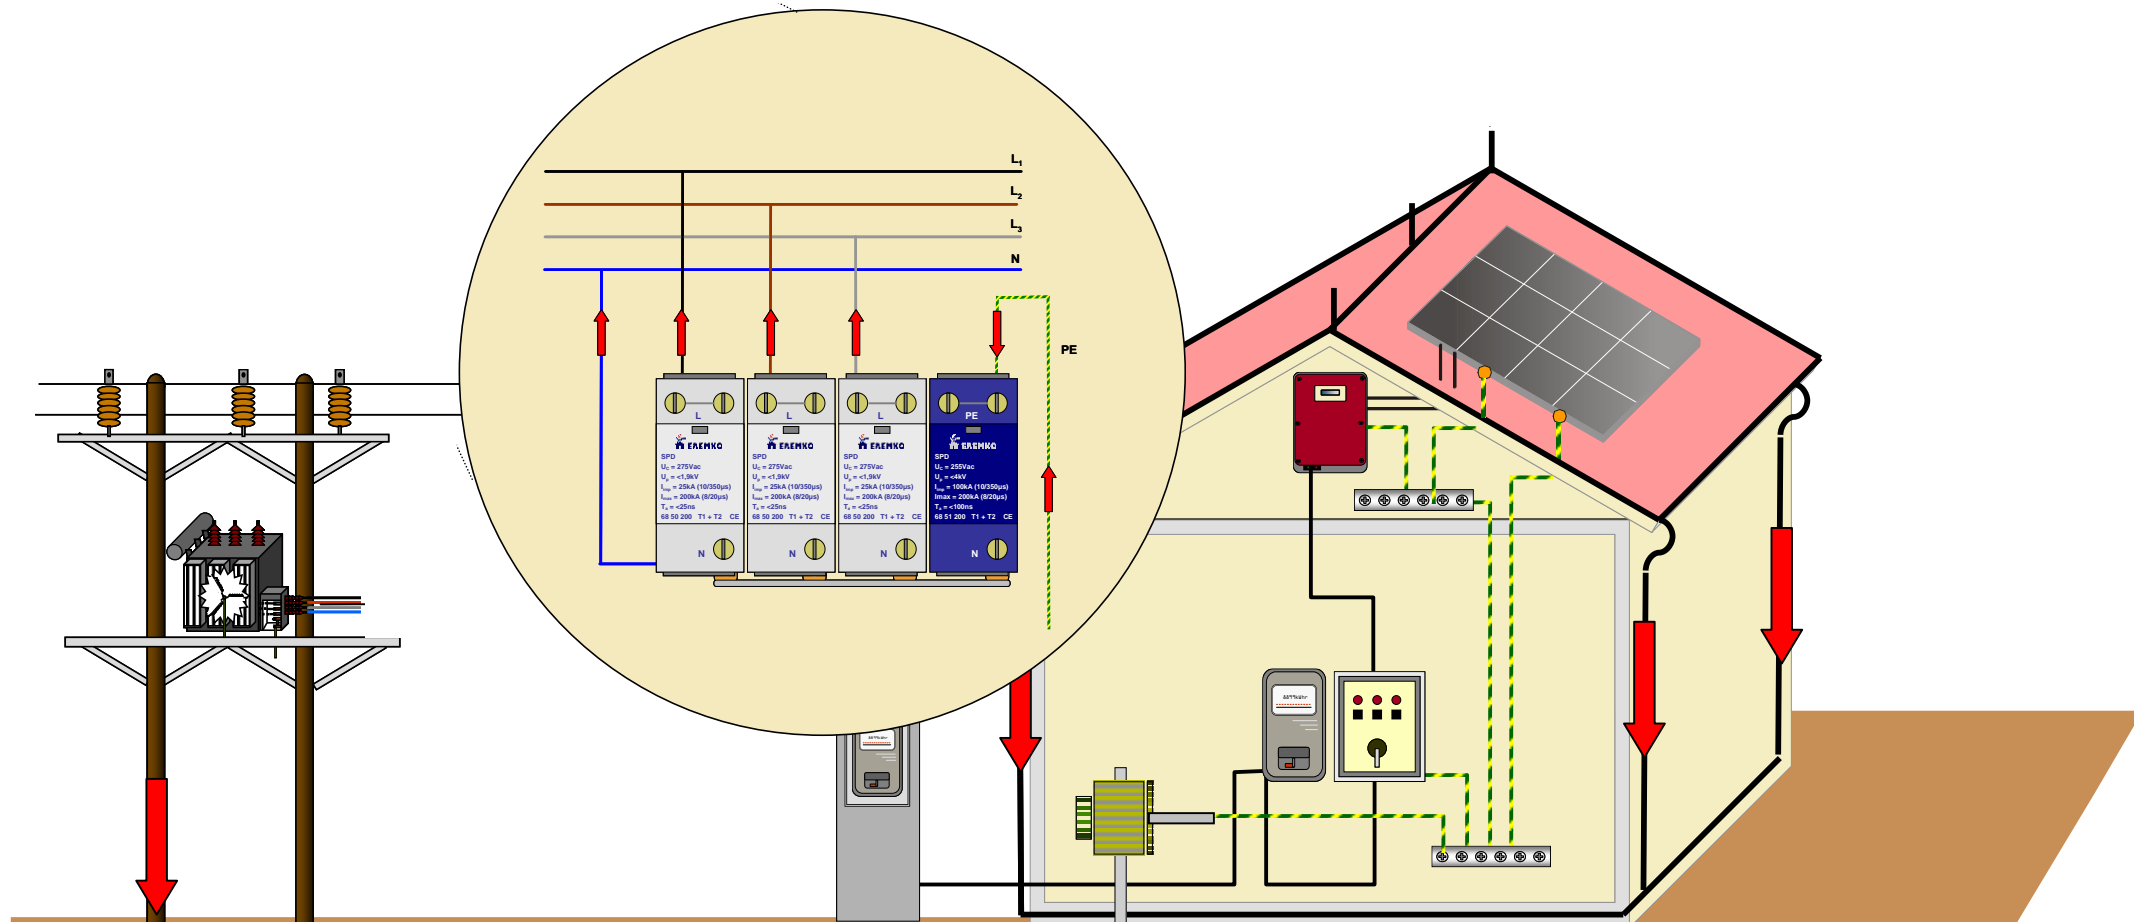 L₁
L₂
L₃
N
PE
L
ΕΛΕΜΚΟ
SPD
Uc = 275Vac
Up = <1,9kV
Iimp = 25kA (10/350μs)
Imax = 200kA (8/20μs)
TA = <25ns
68 50 200 T1 + T2 CE
N
L
ΕΛΕΜΚΟ
SPD
Uc = 275Vac
Up = <1,9kV
Iimp = 25kA (10/350μs)
Imax = 200kA (8/20μs)
TA = <25ns
68 50 200 T1 + T2 CE
N
L
ΕΛΕΜΚΟ
SPD
Uc = 275Vac
Up = <1,9kV
Iimp = 25kA (10/350μs)
Imax = 200kA (8/20μs)
TA = <25ns
68 50 200 T1 + T2 CE
N
PE
ΕΛΕΜΚΟ
SPD
Uc = 255Vac
Up = <4kV
Iimp = 100kA (10/350μs)
Imax = 200kA (8/20μs)
TA = <100ns
68 51 200 T1 + T2 CE
N